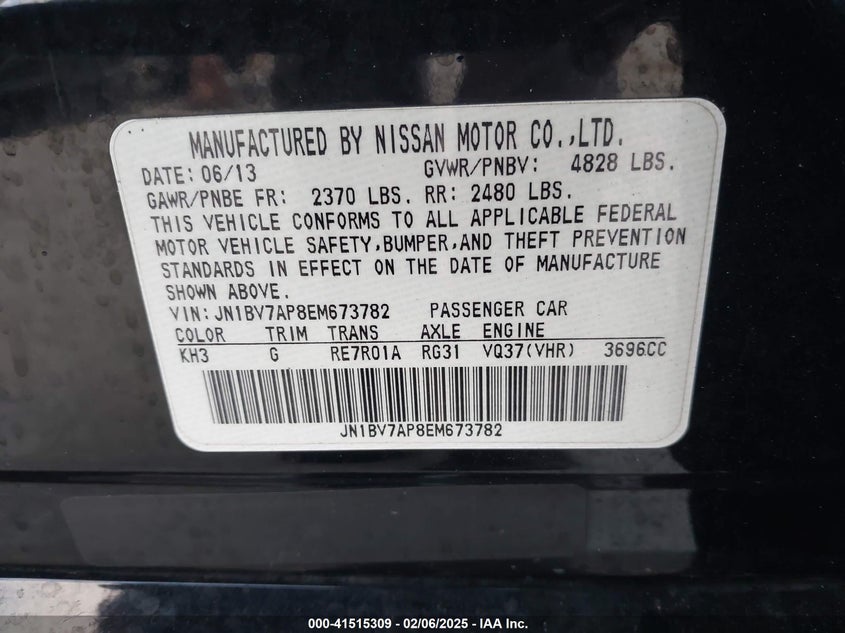 MANUFACTURED BY NISSAN MOTOR CO.,LTD.
DATE: 06/13 GVWR/PNBV: 4828 LBS.
GAWR/PNBE FR: 2370 LBS. RR: 2480 LBS.
THIS VEHICLE CONFORMS TO ALL APPLICABLE FEDERAL
MOTOR VEHICLE SAFETY,BUMPER,AND THEFT PREVENTION
STANDARDS IN EFFECT ON THE DATE OF MANUFACTURE
SHOWN ABOVE.
VIN: JN1BV7AP8EM673782 PASSENGER CAR
COLOR TRIM TRANS AXLE ENGINE
KH3 G RE7R01A RG31 VQ37(VHR) 3696CC
JN1BV7AP8EM673782
000-41515309 - 02/06/2025 - IAA Inc.